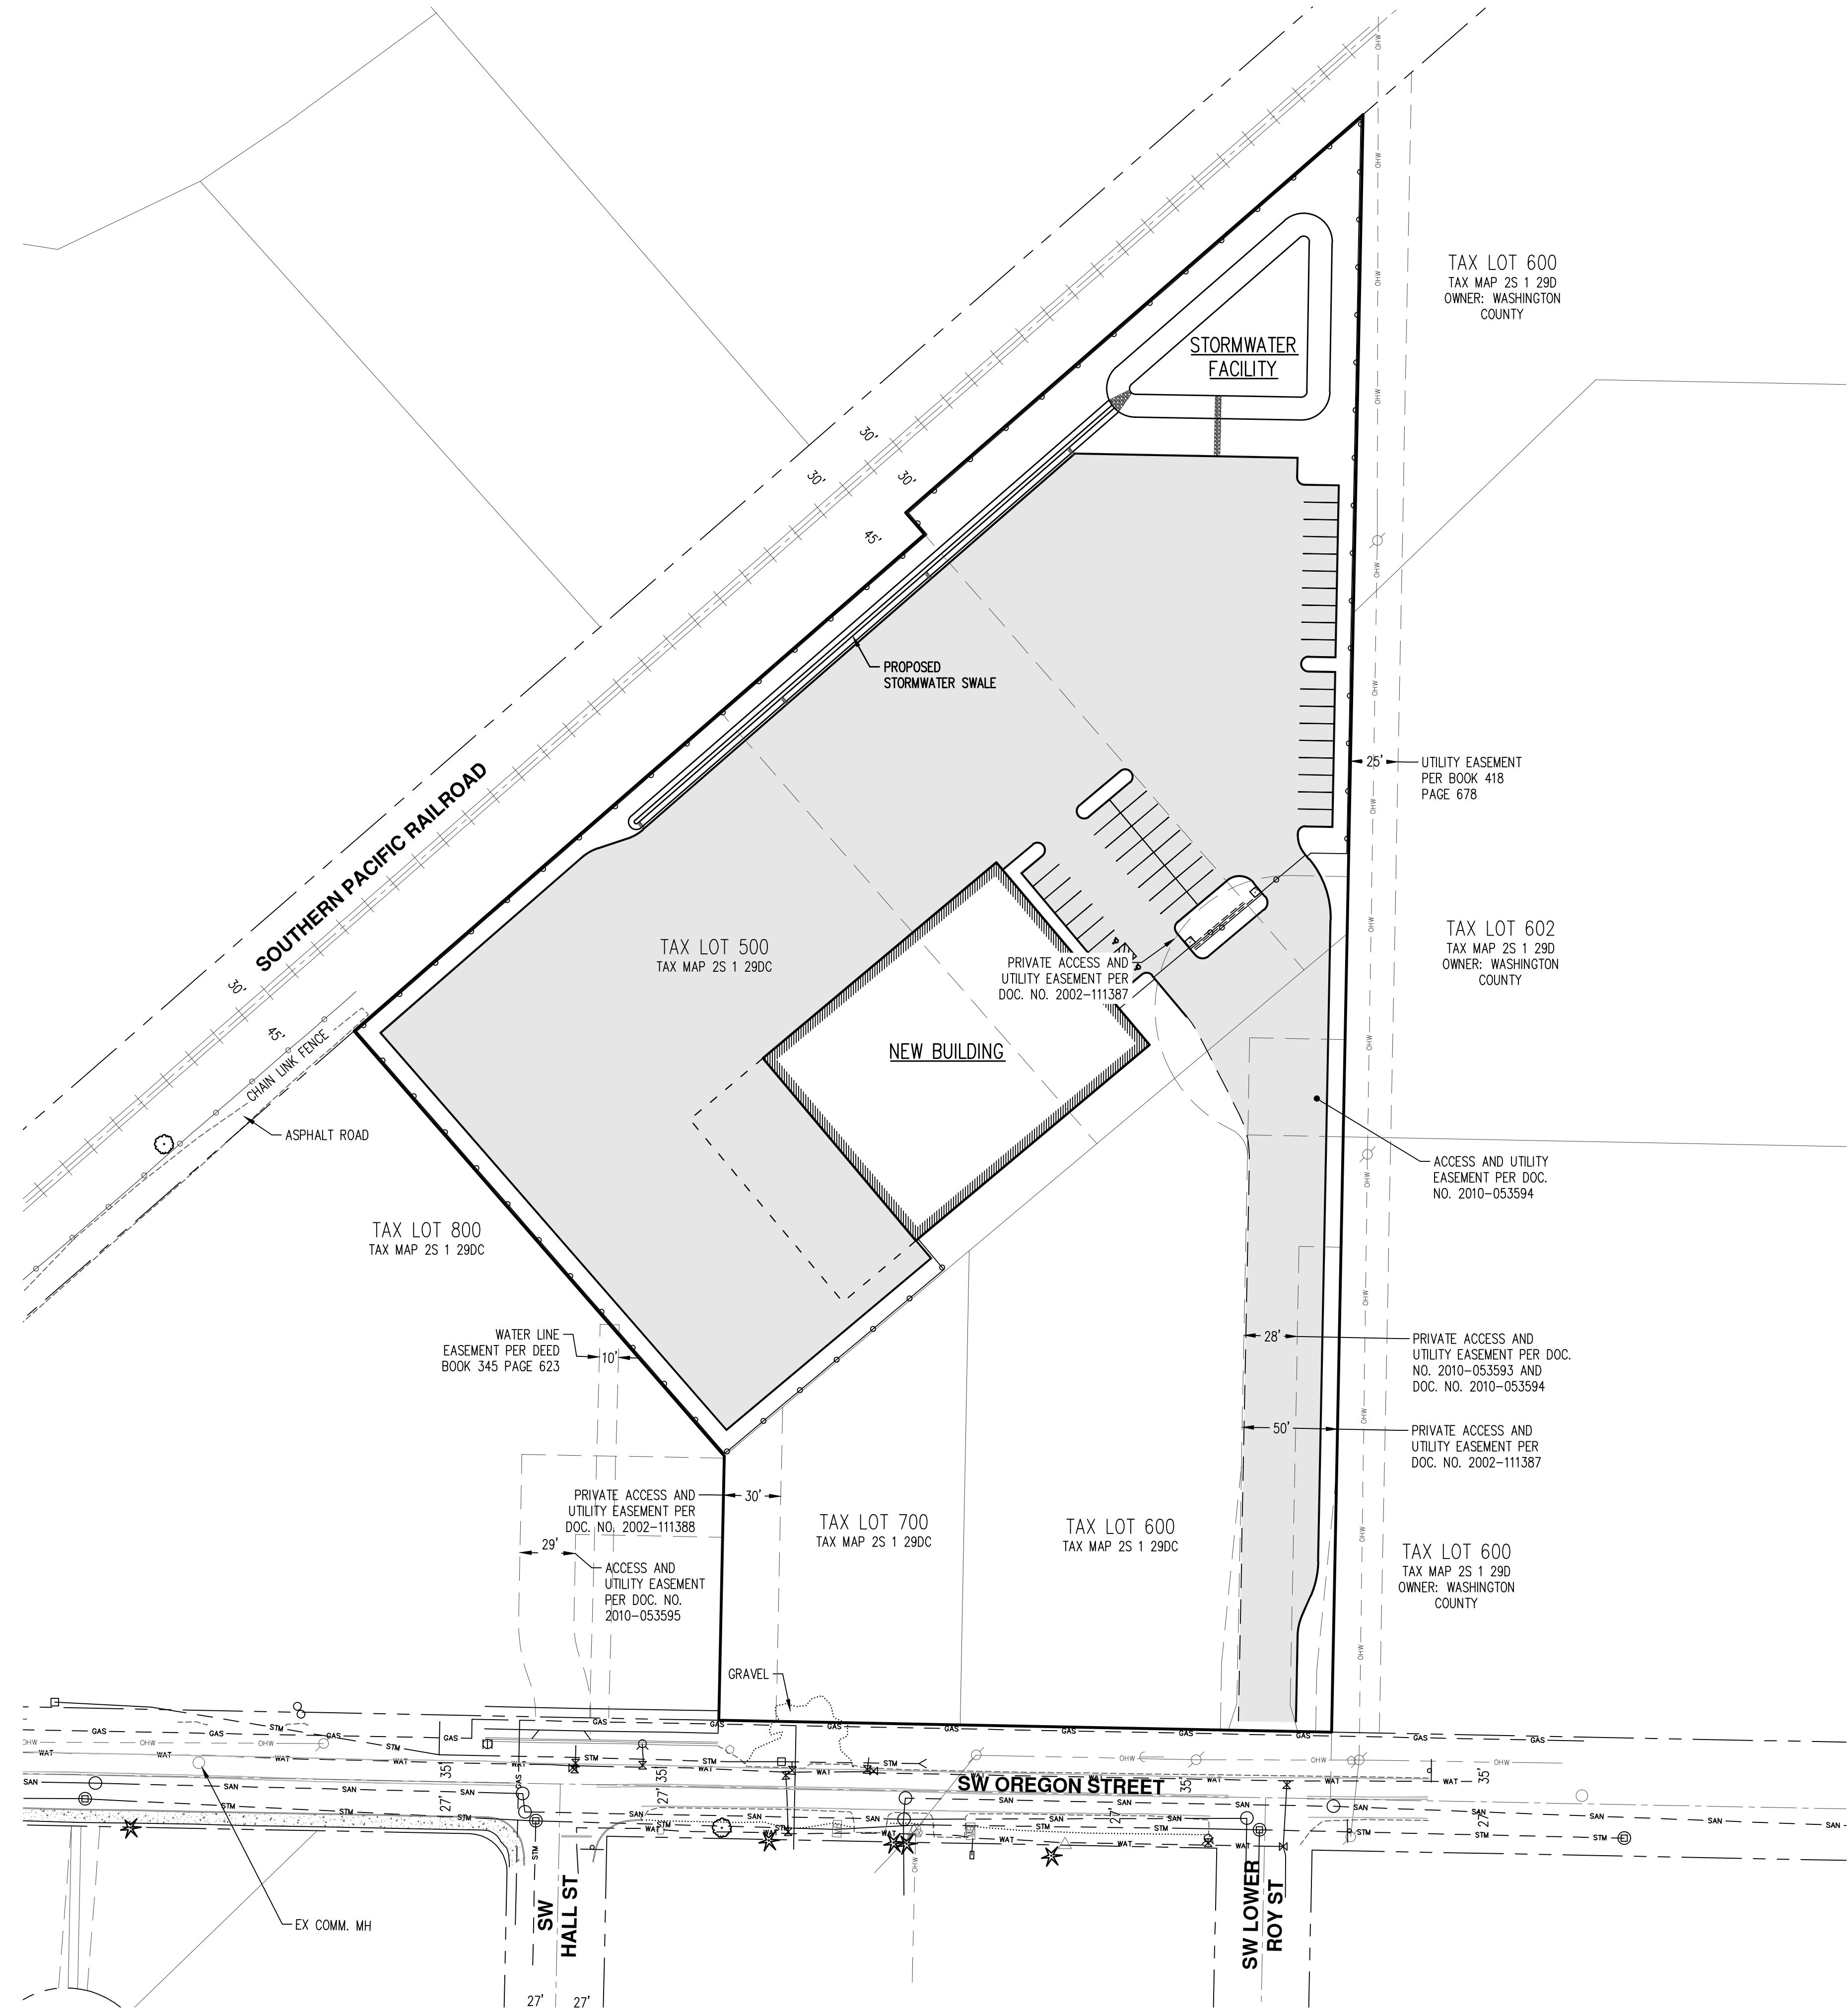 TAX LOT 600
TAX MAP 2S 1 29D
OWNER: WASHINGTON
COUNTY
STORMWATER
FACILITY
30'
30'
30'
45'
PROPOSED
STORMWATER SWALE
25'
UTILITY EASEMENT
PER BOOK 418
PAGE 678
SOUTHERN PACIFIC RAILROAD
30'
45'
CHAIN LINK FENCE
ASPHALT ROAD
TAX LOT 500
TAX MAP 2S 1 29DC
PRIVATE ACCESS AND
UTILITY EASEMENT PER
DOC. NO. 2002-111387
TAX LOT 602
TAX MAP 2S 1 29D
OWNER: WASHINGTON
COUNTY
NEW BUILDING
ACCESS AND UTILITY
EASEMENT PER DOC.
NO. 2010-053594
TAX LOT 800
TAX MAP 2S 1 29DC
WATER LINE
EASEMENT PER DEED
BOOK 345 PAGE 623
10'
28'
PRIVATE ACCESS AND
UTILITY EASEMENT PER DOC.
NO. 2010-053593 AND
DOC. NO. 2010-053594
50'
PRIVATE ACCESS AND
UTILITY EASEMENT PER
DOC. NO. 2002-111387
PRIVATE ACCESS AND
UTILITY EASEMENT PER
DOC. NO. 2002-111388
30'
29'
ACCESS AND
UTILITY EASEMENT
PER DOC. NO.
2010-053595
TAX LOT 700
TAX MAP 2S 1 29DC
TAX LOT 600
TAX MAP 2S 1 29DC
TAX LOT 600
TAX MAP 2S 1 29D
OWNER: WASHINGTON
COUNTY
GRAVEL
GAS
STM
OHW
WAT
SAN
35'
27'
35'
27'
SW OREGON STREET
35'
27'
35'
27'
EX COMM. MH
SW
HALL ST
SW LOWER
ROY ST
27'
27'